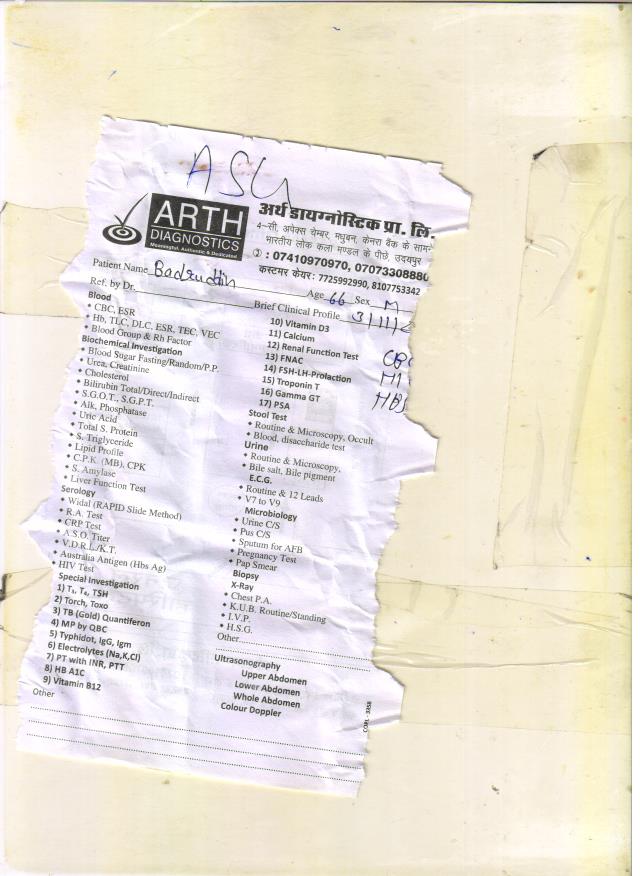 ASU
ARTH
DIAGNOSTICS
Meaningful, Authentic & Dedicated
अर्थ डायग्नोस्टिक प्रा. लि.
4-सी, अपेक्स चेम्बर, मधुबन, केनरा बैंक के सामने
भारतीय लोक कला मण्डल के पीछे, उदयपुर
: 07410970970, 0707330888
कस्टमर केयर : 7725992990, 8107753342
Patient Name Badruddin Age 66 Sex M
Ref. by Dr. Brief Clinical Profile 3/11/2
Blood
• CBC, ESR
• Hb, TLC, DLC, ESR, TEC, VEC
• Blood Group & Rh Factor
Biochemical Investigation
• Blood Sugar Fasting/Random/P.P.
• Urea, Creatinine
• Cholesterol
• Bilirubin Total/Direct/Indirect
• S.G.O.T., S.G.P.T.
• Alk, Phosphatase
• Uric Acid
• Total S. Protein
• S. Triglyceride
• Lipid Profile
• C.P.K. (MB), CPK
• S. Amylase
• Liver Function Test
Serology
• Widal (RAPID Slide Method)
• R.A. Test
• CRP Test
• A.S.O. Titer
• V.D.R.L./K.T.
• Australia Antigen (Hbs Ag)
• HIV Test
Special Investigation
1) T₃, T₄, TSH
2) Torch, Toxo
3) TB (Gold) Quantiferon
4) MP by QBC
5) Typhidot, IgG, Igm
6) Electrolytes (Na,K,Cl)
7) PT with INR, PTT
8) HB A1C
9) Vitamin B12
Other
10) Vitamin D3
11) Calcium
12) Renal Function Test
13) FNAC
14) FSH-LH-Prolaction
15) Troponin T
16) Gamma GT
17) PSA
CBC
HI
HBS
Stool Test
• Routine & Microscopy, Occult
• Blood, disaccharide test
Urine
• Routine & Microscopy,
• Bile salt, Bile pigment
E.C.G.
• Routine & 12 Leads
• V7 to V9
Microbiology
• Urine C/S
• Pus C/S
• Sputum for AFB
• Pregnancy Test
• Pap Smear
Biopsy
X-Ray
• Chest P.A.
• K.U.B. Routine/Standing
• I.V.P.
• H.S.G.
Other
Ultrasonography
Upper Abdomen
Lower Abdomen
Whole Abdomen
Colour Doppler